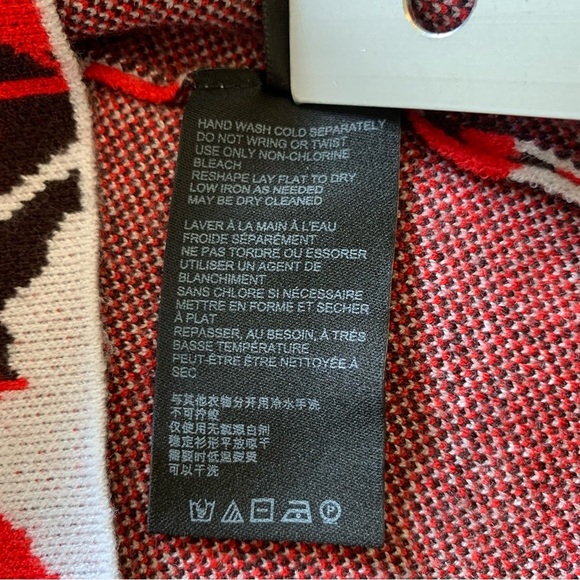 HAND WASH COLD SEPARATELY
DO NOT WRING OR TWIST
USE ONLY NON-CHLORINE
BLEACH
RESHAPE LAY FLAT TO DRY
LOW IRON AS NEEDED
MAY BE DRY CLEANED
LAVER À LA MAIN À L'EAU
FROIDE SÉPARÉMENT
NE PAS TORDRE OU ESSORER
UTILISER UN AGENT DE
BLANCHIMENT
SANS CHLORE SI NÉCESSAIRE
METTRE EN FORME ET SÉCHER
À PLAT
REPASSER, AU BESOIN, À TRÉS
BASSE TEMPÉRATURE
PEUT-ÊTRE ÊTRE NETTOYÉE À
SEC
与其他衣物分开用冷水手洗
不可拧绞
仅使用无氯漂白剂
稳定衫形平放晾干
需要时低温熨烫
可以干洗
P